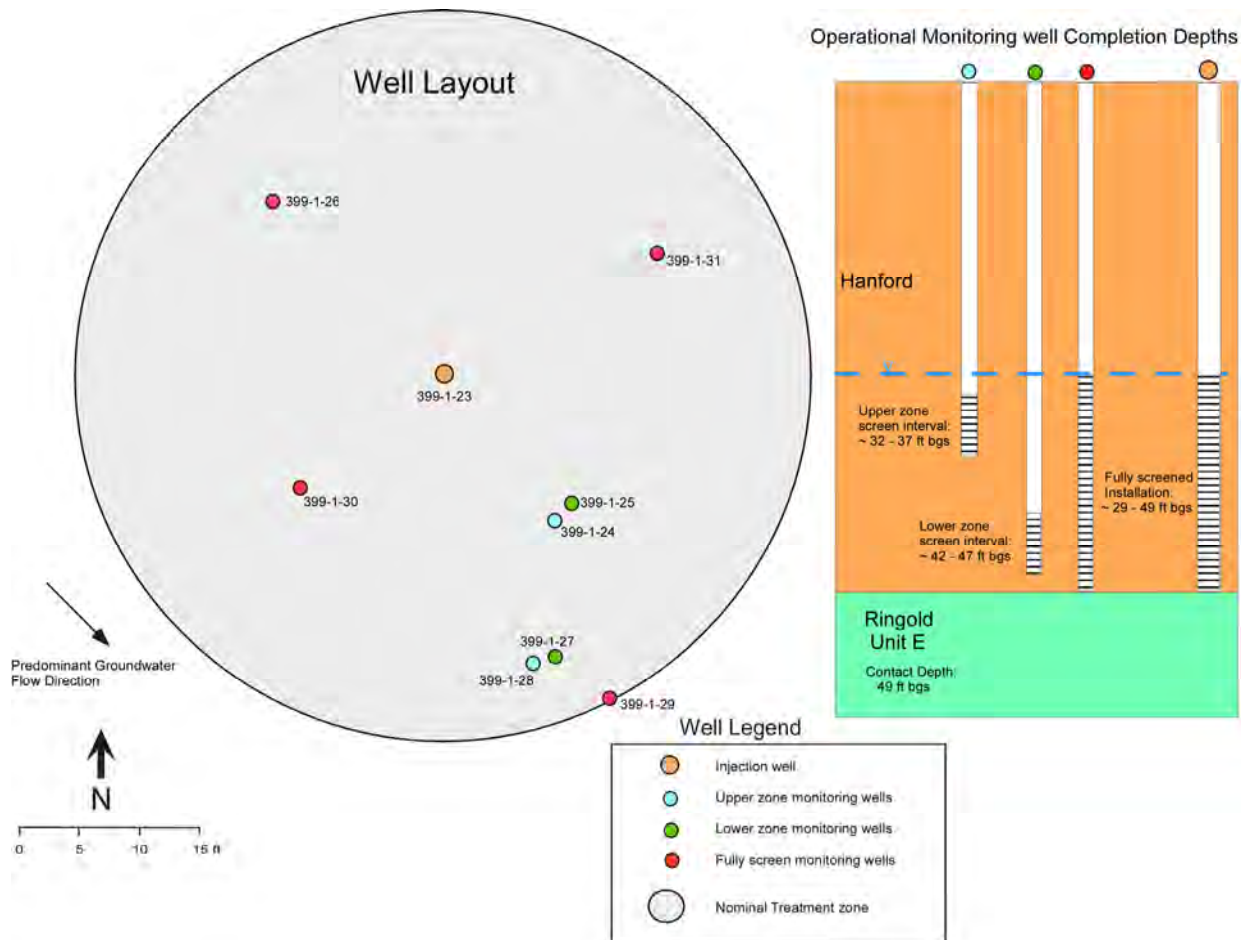 Well Layout
399-1-26
399-1-31
399-1-23
399-1-30
399-1-25
399-1-24
399-1-27
399-1-28
399-1-29
Predominant Groundwater
Flow Direction
N
0 5 10 15 ft
Operational Monitoring well Completion Depths
Hanford
Upper zone
screen interval:
~ 32 - 37 ft bgs
Lower zone
screen interval:
~ 42 - 47 ft bgs
Fully screened
Installation:
~ 29 - 49 ft bgs
Ringold
Unit E
Contact Depth:
49 ft bgs
Well Legend
Injection well
Upper zone monitoring wells
Lower zone monitoring wells
Fully screen monitoring wells
Nominal Treatment zone